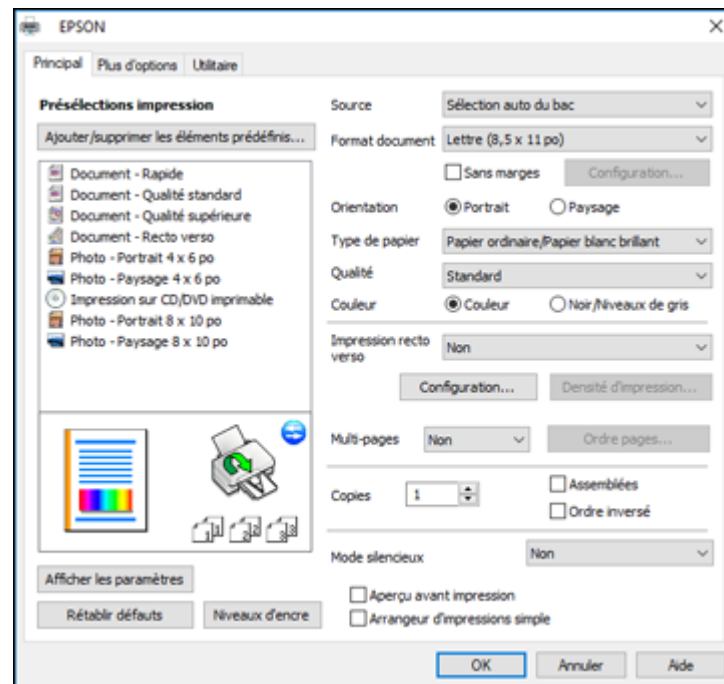 EPSON
Principal
Plus d'options
Utilitaire
Présélections impression
Ajouter/supprimer les éléments prédéfinis...
Document - Rapide
Document - Qualité standard
Document - Qualité supérieure
Document - Recto verso
Photo - Portrait 4 x 6 po
Photo - Paysage 4 x 6 po
Impression sur CD/DVD imprimable
Photo - Portrait 8 x 10 po
Photo - Paysage 8 x 10 po
1 1 2 2 3 3
Afficher les paramètres
Rétablir défauts
Niveaux d'encre
Source
Sélection auto du bac
Format document
Lettre (8,5 x 11 po)
Sans marges
Configuration...
Orientation
Portrait
Paysage
Type de papier
Papier ordinaire/Papier blanc brillant
Qualité
Standard
Couleur
Couleur
Noir/Niveaux de gris
Impression recto
verso
Non
Configuration...
Densité d'impression...
Multi-pages
Non
Ordre pages...
Copies
1
Assemblées
Ordre inversé
Mode silencieux
Non
Aperçu avant impression
Arrangeur d'impressions simple
OK
Annuler
Aide